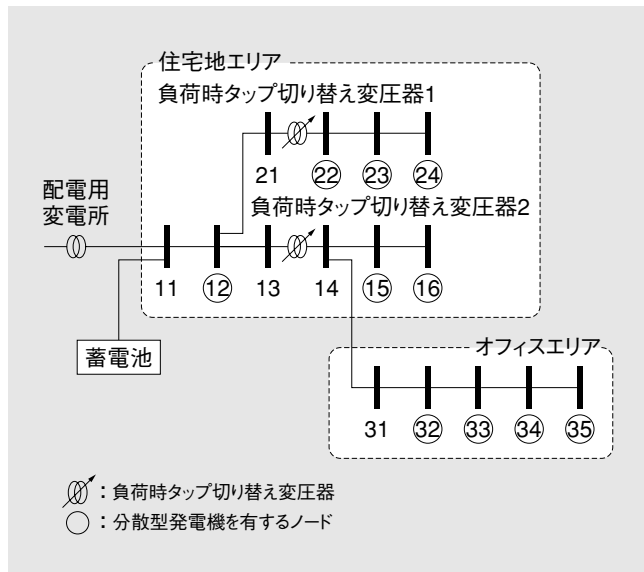 住宅地エリア
負荷時タップ切り替え変圧器1
21 22 23 24
配電用
変電所
負荷時タップ切り替え変圧器2
11 12 13 14 15 16
蓄電池
オフィスエリア
31 32 33 34 35
：負荷時タップ切り替え変圧器
：分散型発電機を有するノード